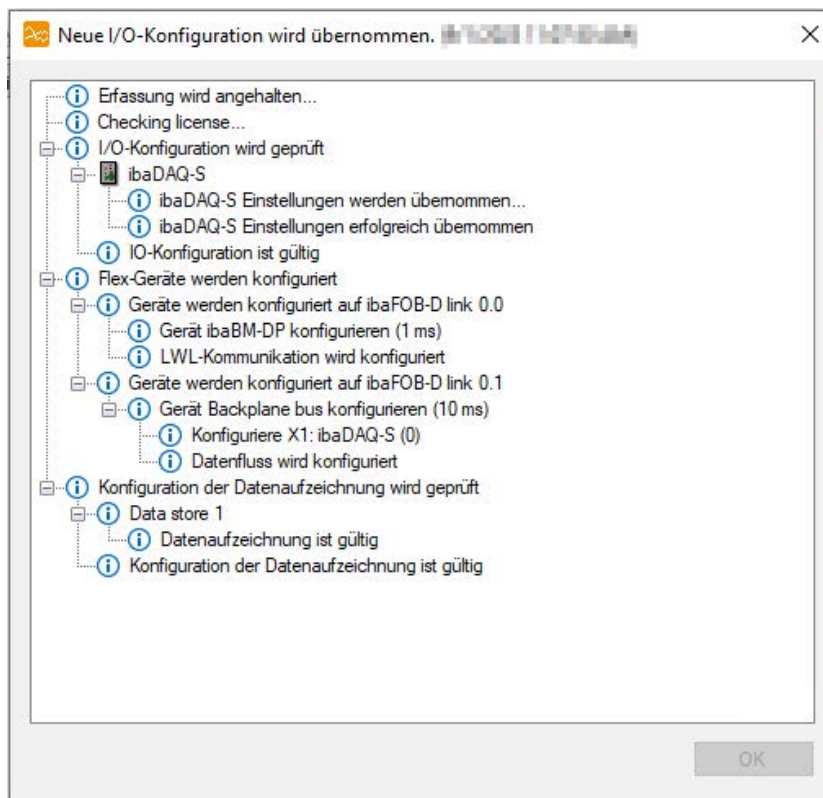 Neue I/O-Konfiguration wird übernommen.
Erfassung wird angehalten...
Checking license...
I/O-Konfiguration wird geprüft
ibaDAQ-S
ibaDAQ-S Einstellungen werden übernommen...
ibaDAQ-S Einstellungen erfolgreich übernommen
IO-Konfiguration ist gültig
Flex-Geräte werden konfiguriert
Geräte werden konfiguriert auf ibaFOB-D link 0.0
Gerät ibaBM-DP konfigurieren (1 ms)
LWL-Kommunikation wird konfiguriert
Geräte werden konfiguriert auf ibaFOB-D link 0.1
Gerät Backplane bus konfigurieren (10 ms)
Konfiguriere X1: ibaDAQ-S (0)
Datenfluss wird konfiguriert
Konfiguration der Datenaufzeichnung wird geprüft
Data store 1
Datenaufzeichnung ist gültig
Konfiguration der Datenaufzeichnung ist gültig
OK